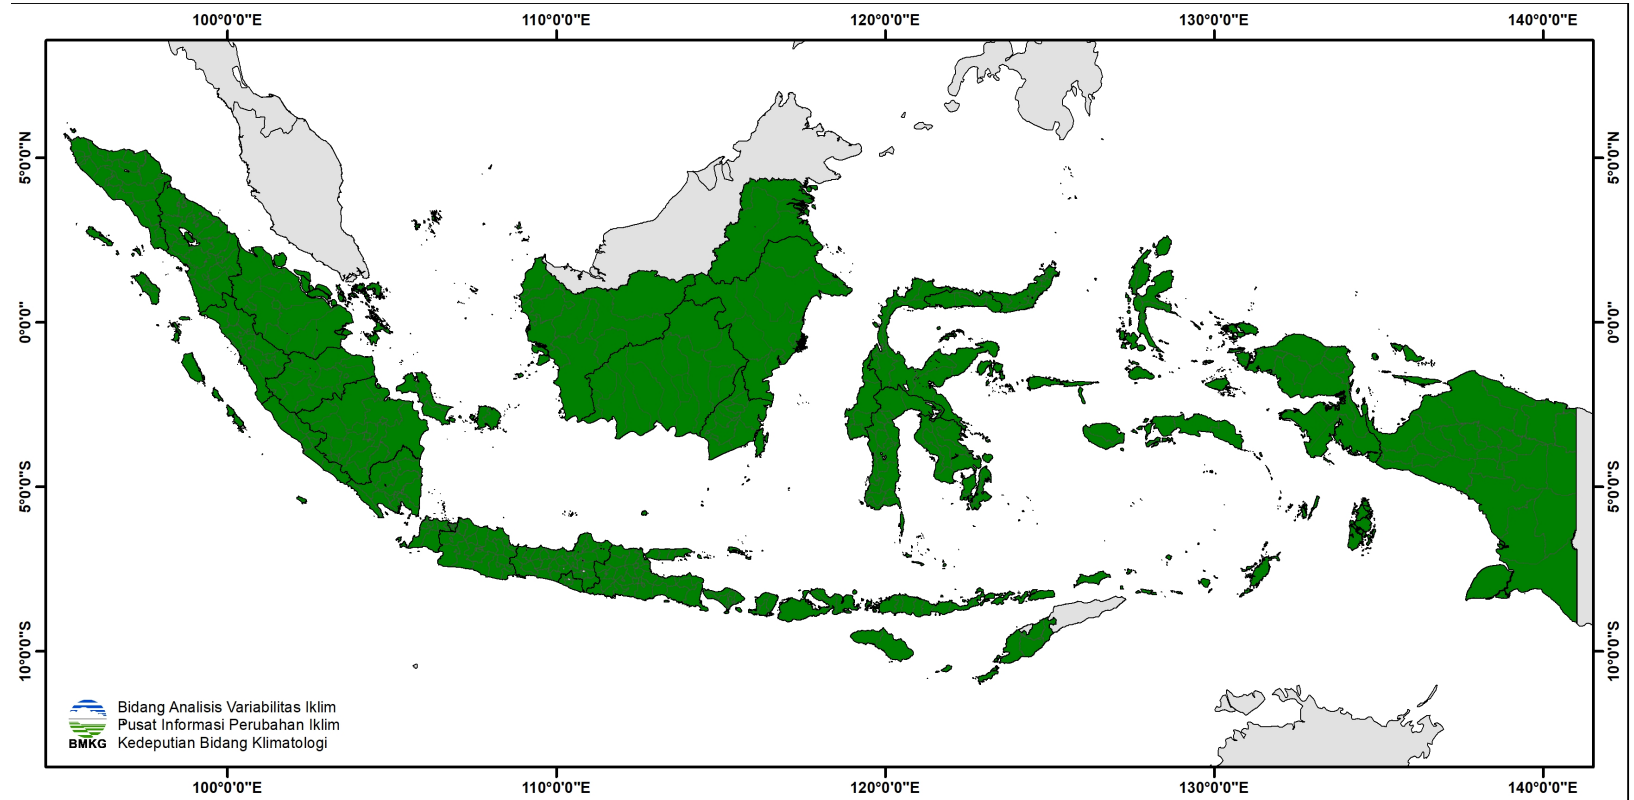 100°0'0"E 110°0'0"E 120°0'0"E 130°0'0"E 140°0'0"E
5°0'0"N
5°0'0"N
0°0'0"
0°0'0"
5°0'0"S
5°0'0"S
10°0'0"S
10°0'0"S
Bidang Analisis Variabilitas Iklim
Pusat Informasi Perubahan Iklim
BMKG Kedeputian Bidang Klimatologi
100°0'0"E 110°0'0"E 120°0'0"E 130°0'0"E 140°0'0"E